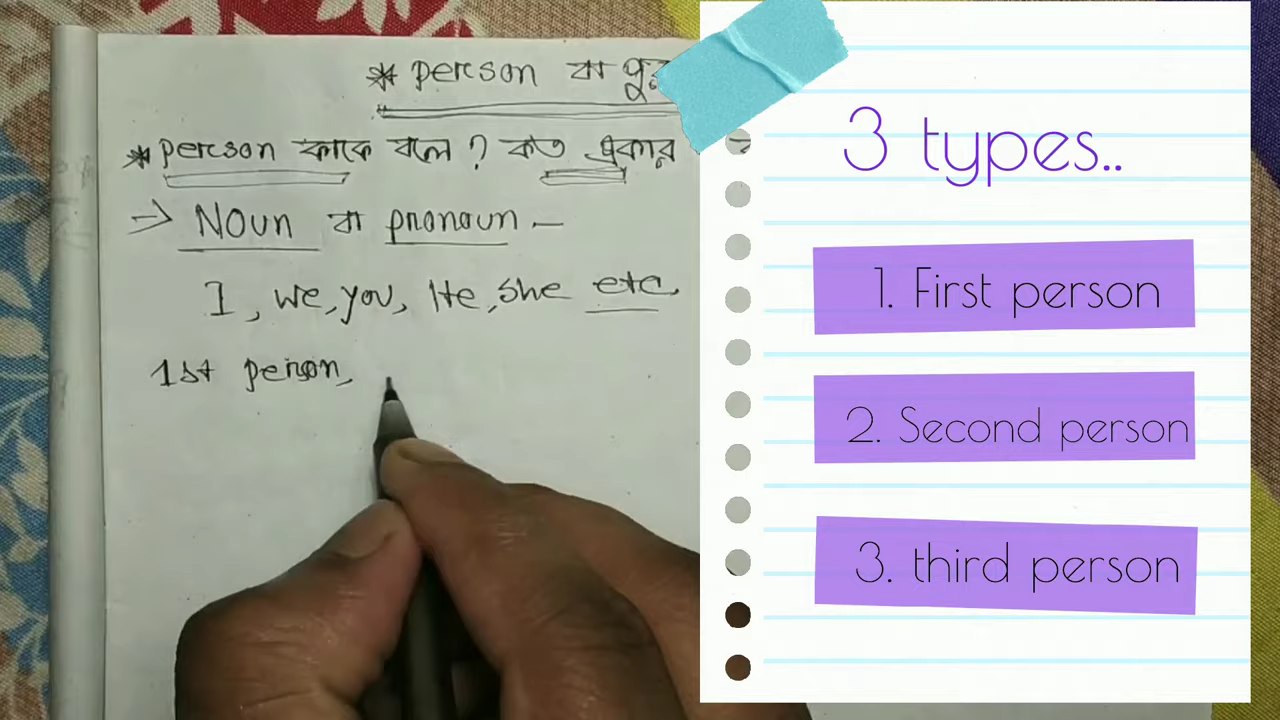 * person বা
* person কাকে বলে ? কত প্রকার
→ Noun বা pronoun —
I, we, you, He, she etc.
1st person,
3 types..
1. First person
2. Second person
3. third person